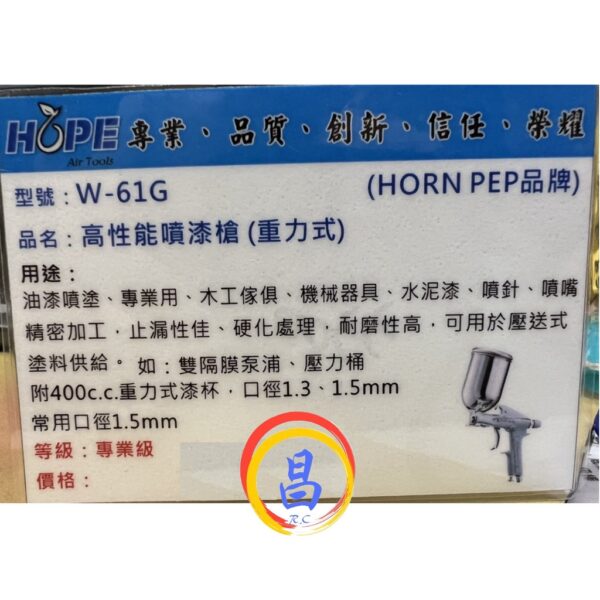 HOPE 專業、品質、創新、信任、榮耀
Air Tools
型號：W-61G (HORN PEP品牌)
品名：高性能噴漆槍 (重力式)
用途：
油漆噴塗、專業用、木工傢俱、機械器具、水泥漆、噴針、噴嘴
精密加工，止漏性佳、硬化處理，耐磨性高，可用於壓送式
塗料供給。如：雙隔膜泵浦、壓力桶
附400c.c.重力式漆杯，口徑1.3、1.5mm
常用口徑1.5mm
等級：專業級
價格：
昌
R.C